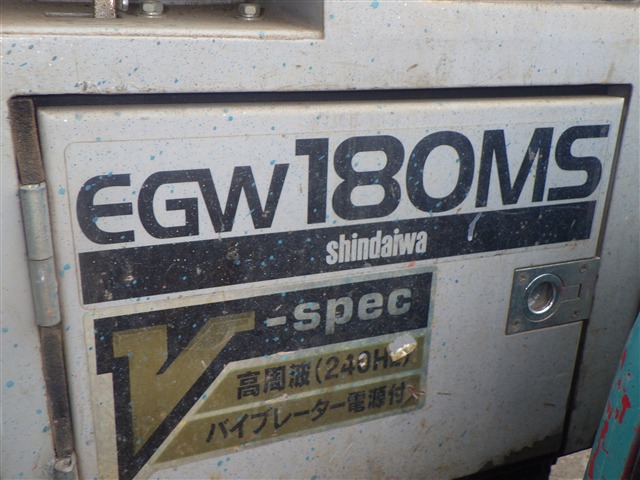 EGW180MS
shindaiwa
V-spec
高周波(240Hz)
バイブレーター電源付